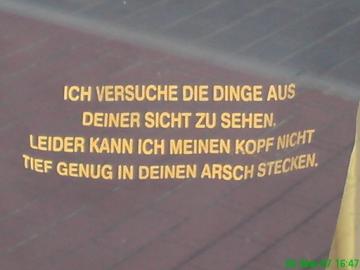 ICH VERSUCHE DIE DINGE AUS
DEINER SICHT ZU SEHEN.
LEIDER KANN ICH MEINEN KOPF NICHT
TIEF GENUG IN DEINEN ARSCH STECKEN.
16:47